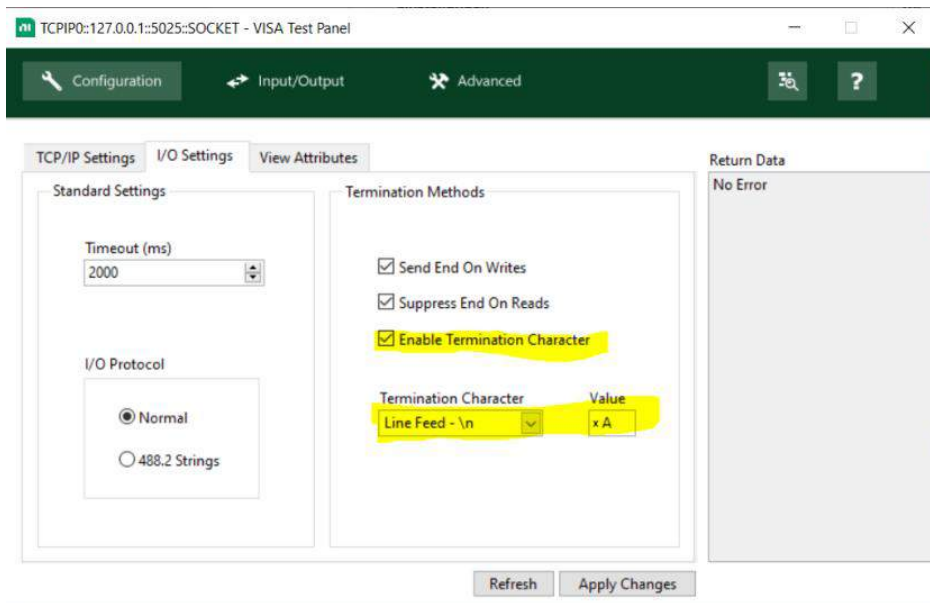 TCPIP0::127.0.0.1::5025::SOCKET - VISA Test Panel
Configuration
Input/Output
Advanced
?
TCP/IP Settings
I/O Settings
View Attributes
Standard Settings
Timeout (ms)
2000
I/O Protocol
Normal
488.2 Strings
Termination Methods
Send End On Writes
Suppress End On Reads
Enable Termination Character
Termination Character
Value
Line Feed - \n
x A
Return Data
No Error
Refresh
Apply Changes